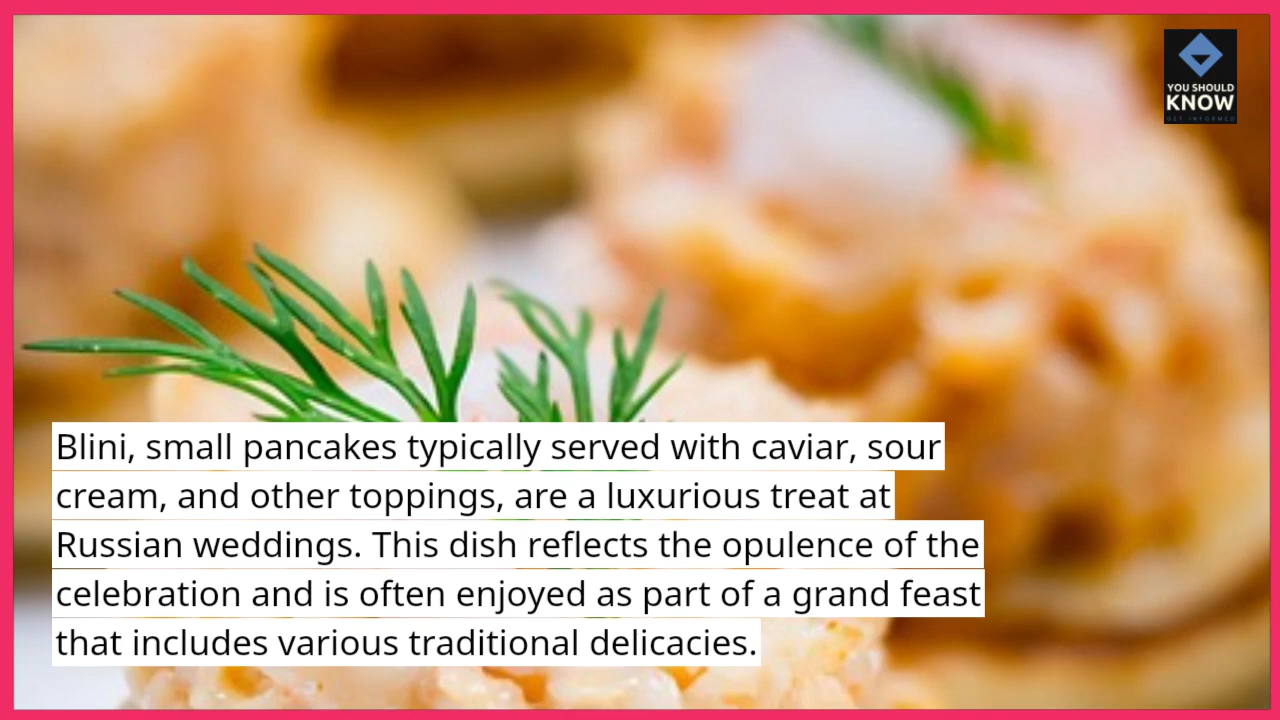 YOU SHOULD
KNOW
GET INFORMED
Blini, small pancakes typically served with caviar, sour
cream, and other toppings, are a luxurious treat at
Russian weddings. This dish reflects the opulence of the
celebration and is often enjoyed as part of a grand feast
that includes various traditional delicacies.